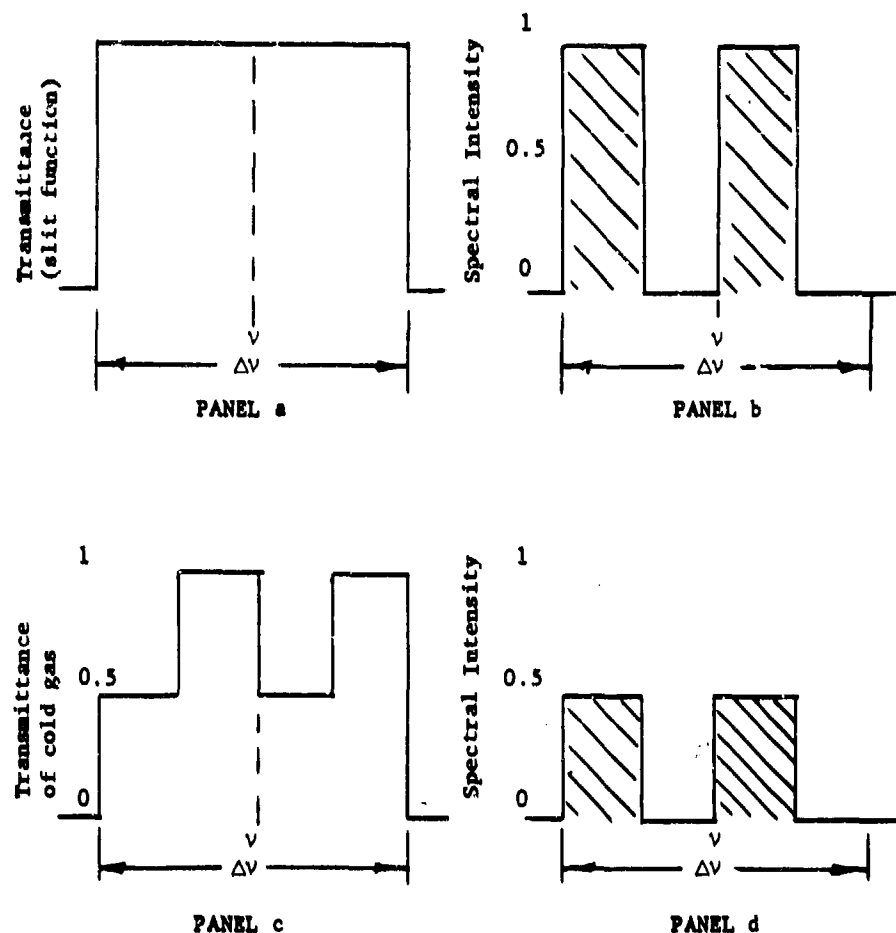 Transmittance
(slit function)
ν
Δν
PANEL a
Spectral Intensity
1
0.5
0
ν
Δν
PANEL b
Transmittance
of cold gas
1
0.5
0
ν
Δν
PANEL c
Spectral Intensity
1
0.5
0
ν
Δν
PANEL d